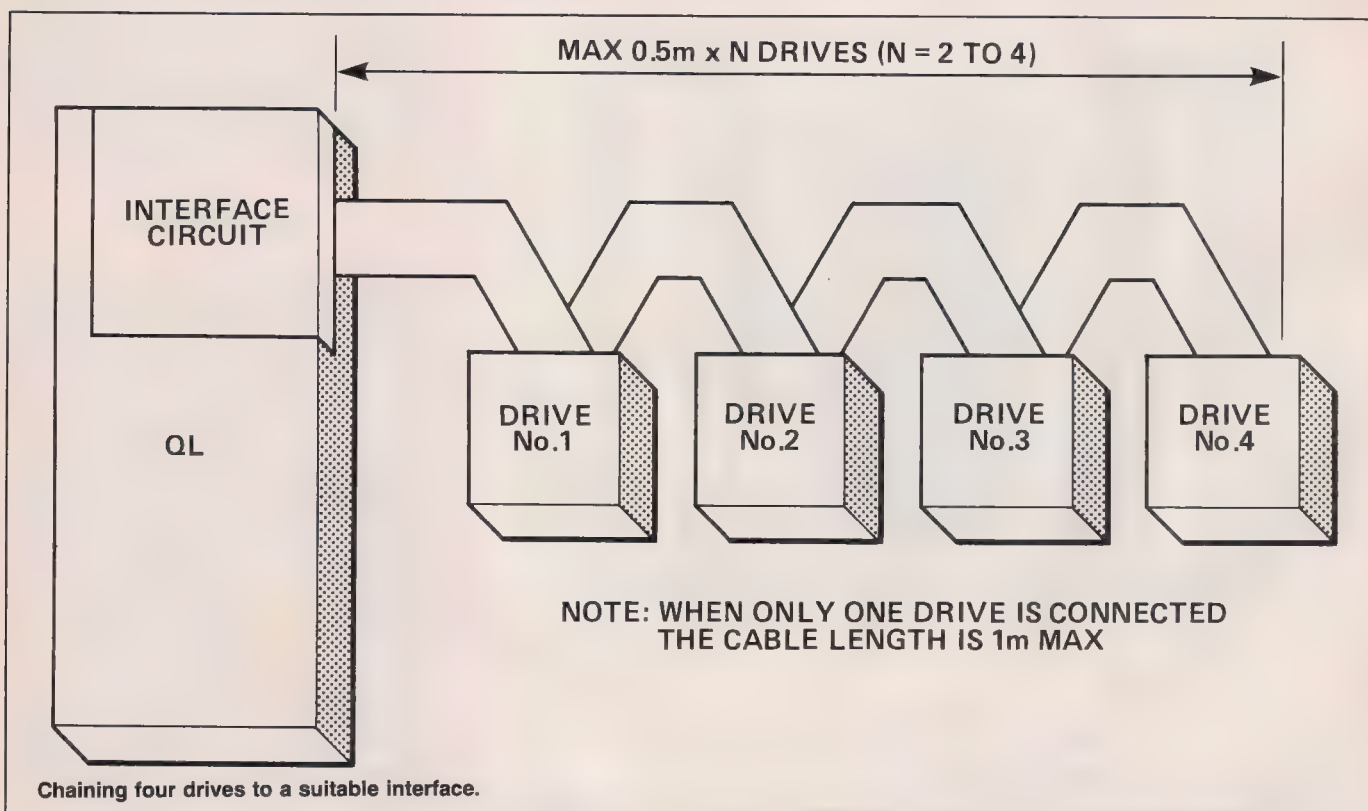 MAX 0.5m x N DRIVES (N = 2 TO 4)
INTERFACE
CIRCUIT
QL
DRIVE
No.1
DRIVE
No.2
DRIVE
No.3
DRIVE
No.4
NOTE: WHEN ONLY ONE DRIVE IS CONNECTED
THE CABLE LENGTH IS 1m MAX
Chaining four drives to a suitable interface.